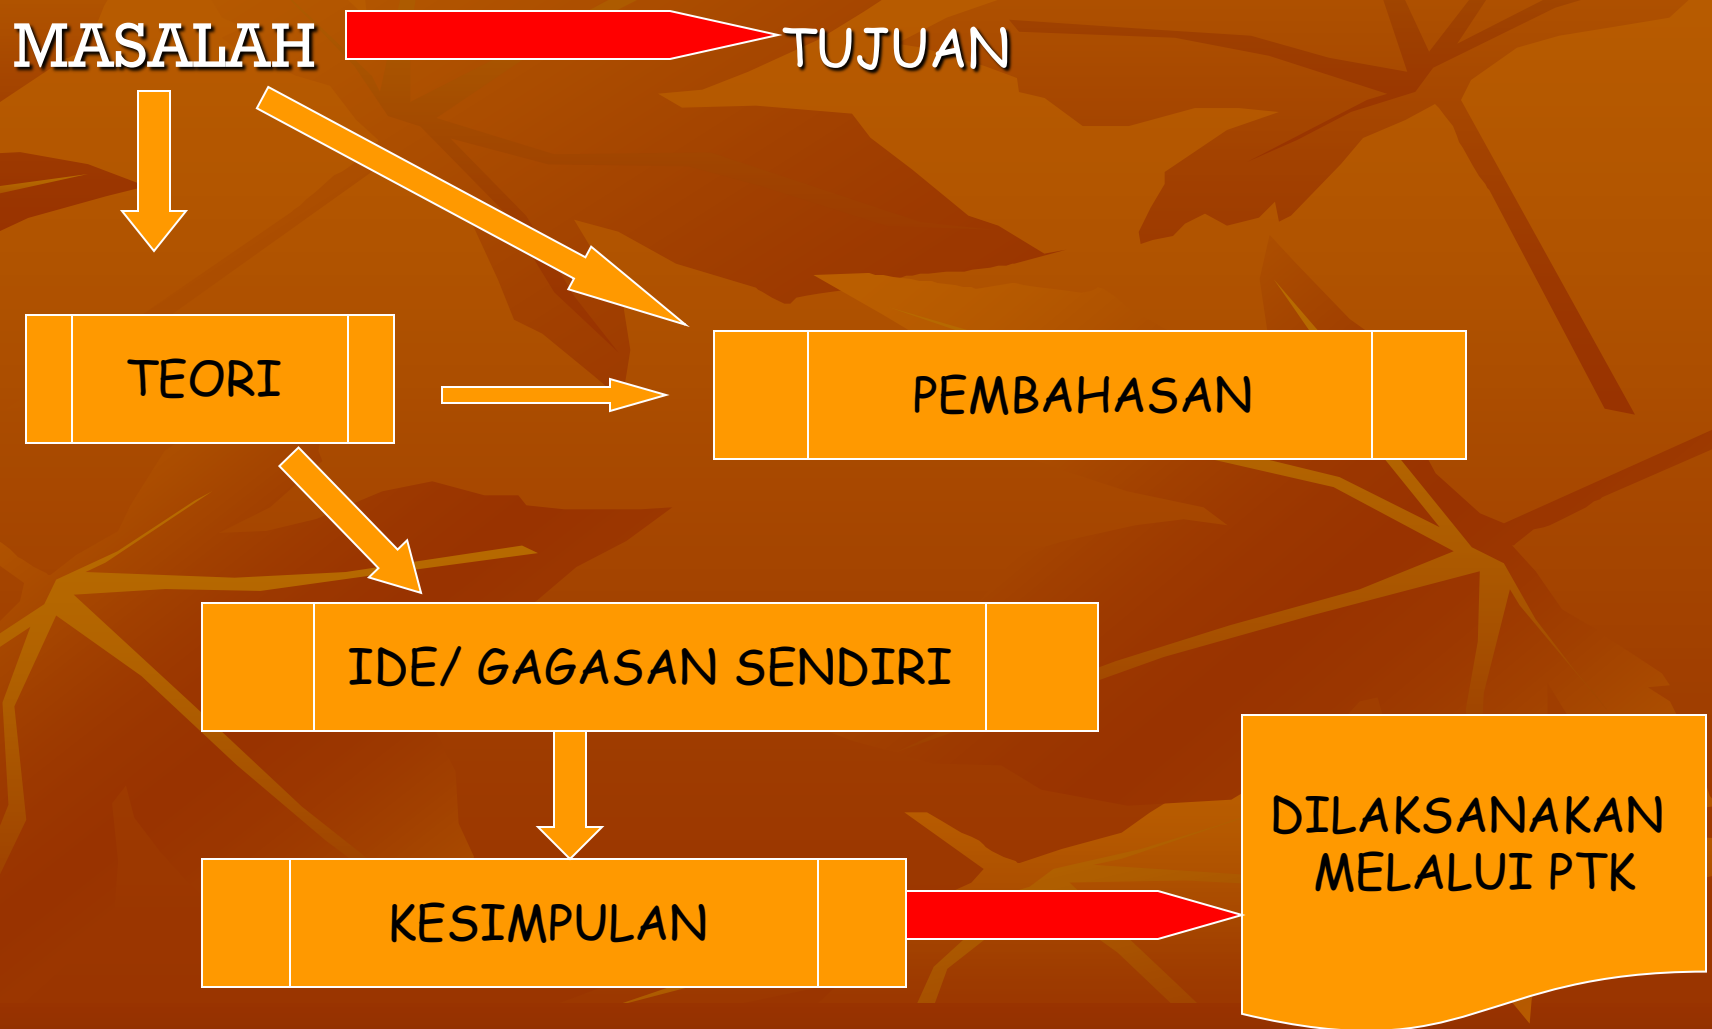 MASALAH
TUJUAN
TEORI
PEMBAHASAN
IDE/ GAGASAN SENDIRI
DILAKSANAKAN
MELALUI PTK
KESIMPULAN